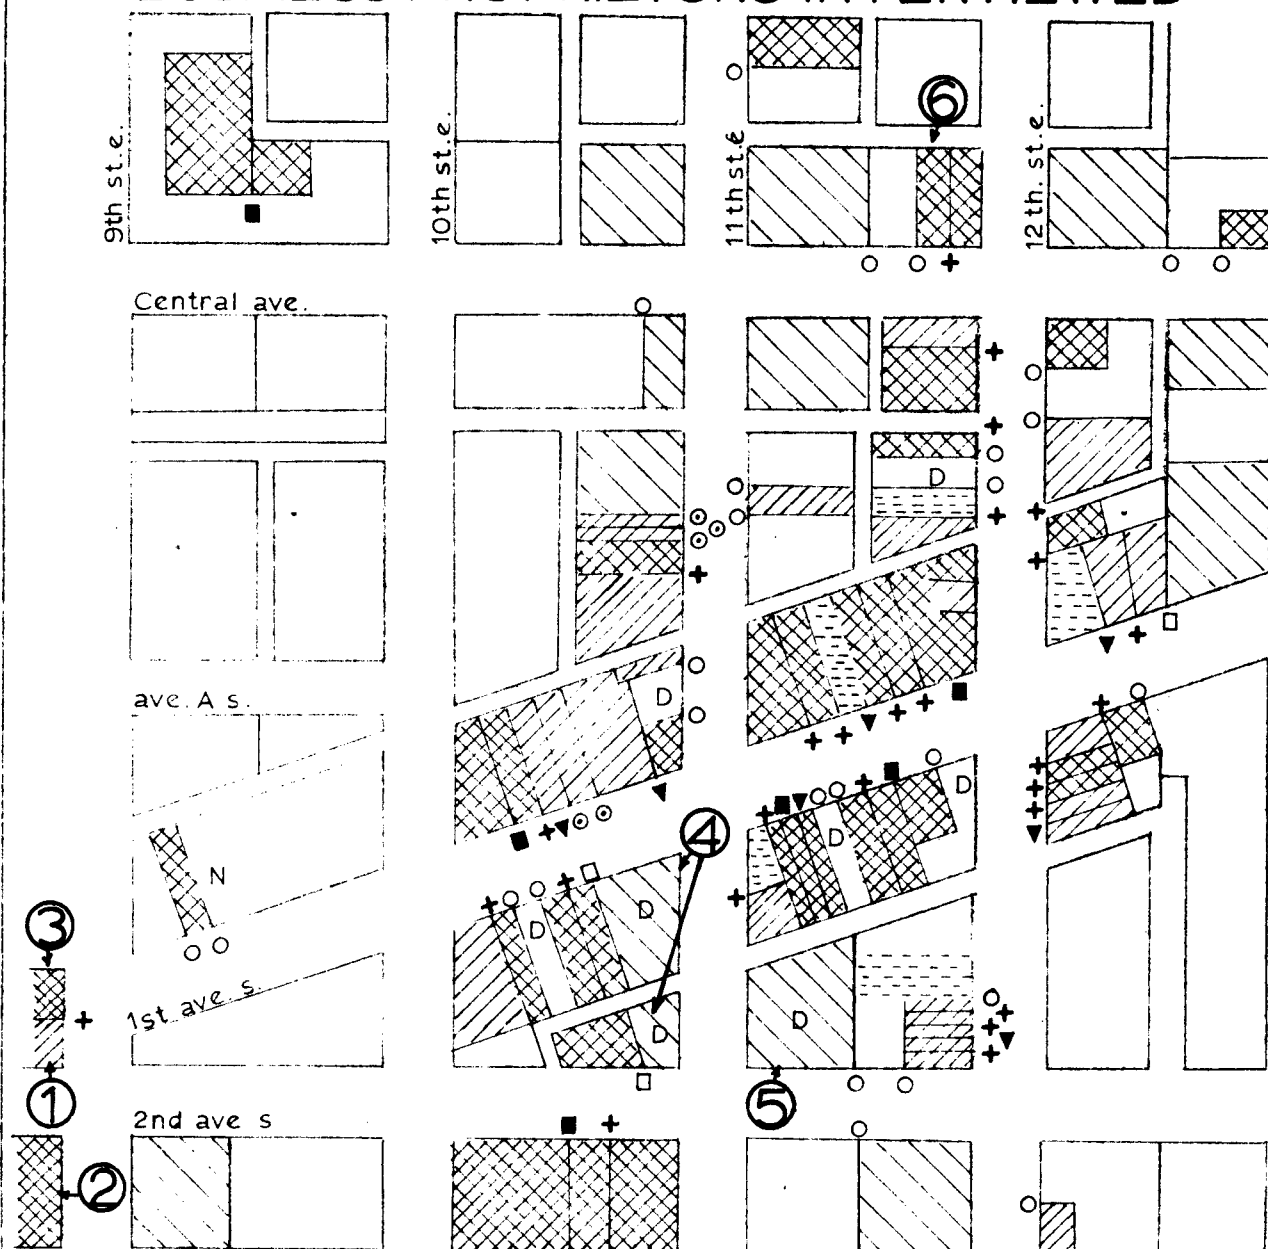 6
9th st.e.
10th st.e.
11th st.e
12th. st.e.
Central ave.
D
ave. A s.
D
D
4
D
N
D
D
3
1st ave s.
D
D
1
5
2nd ave s
2